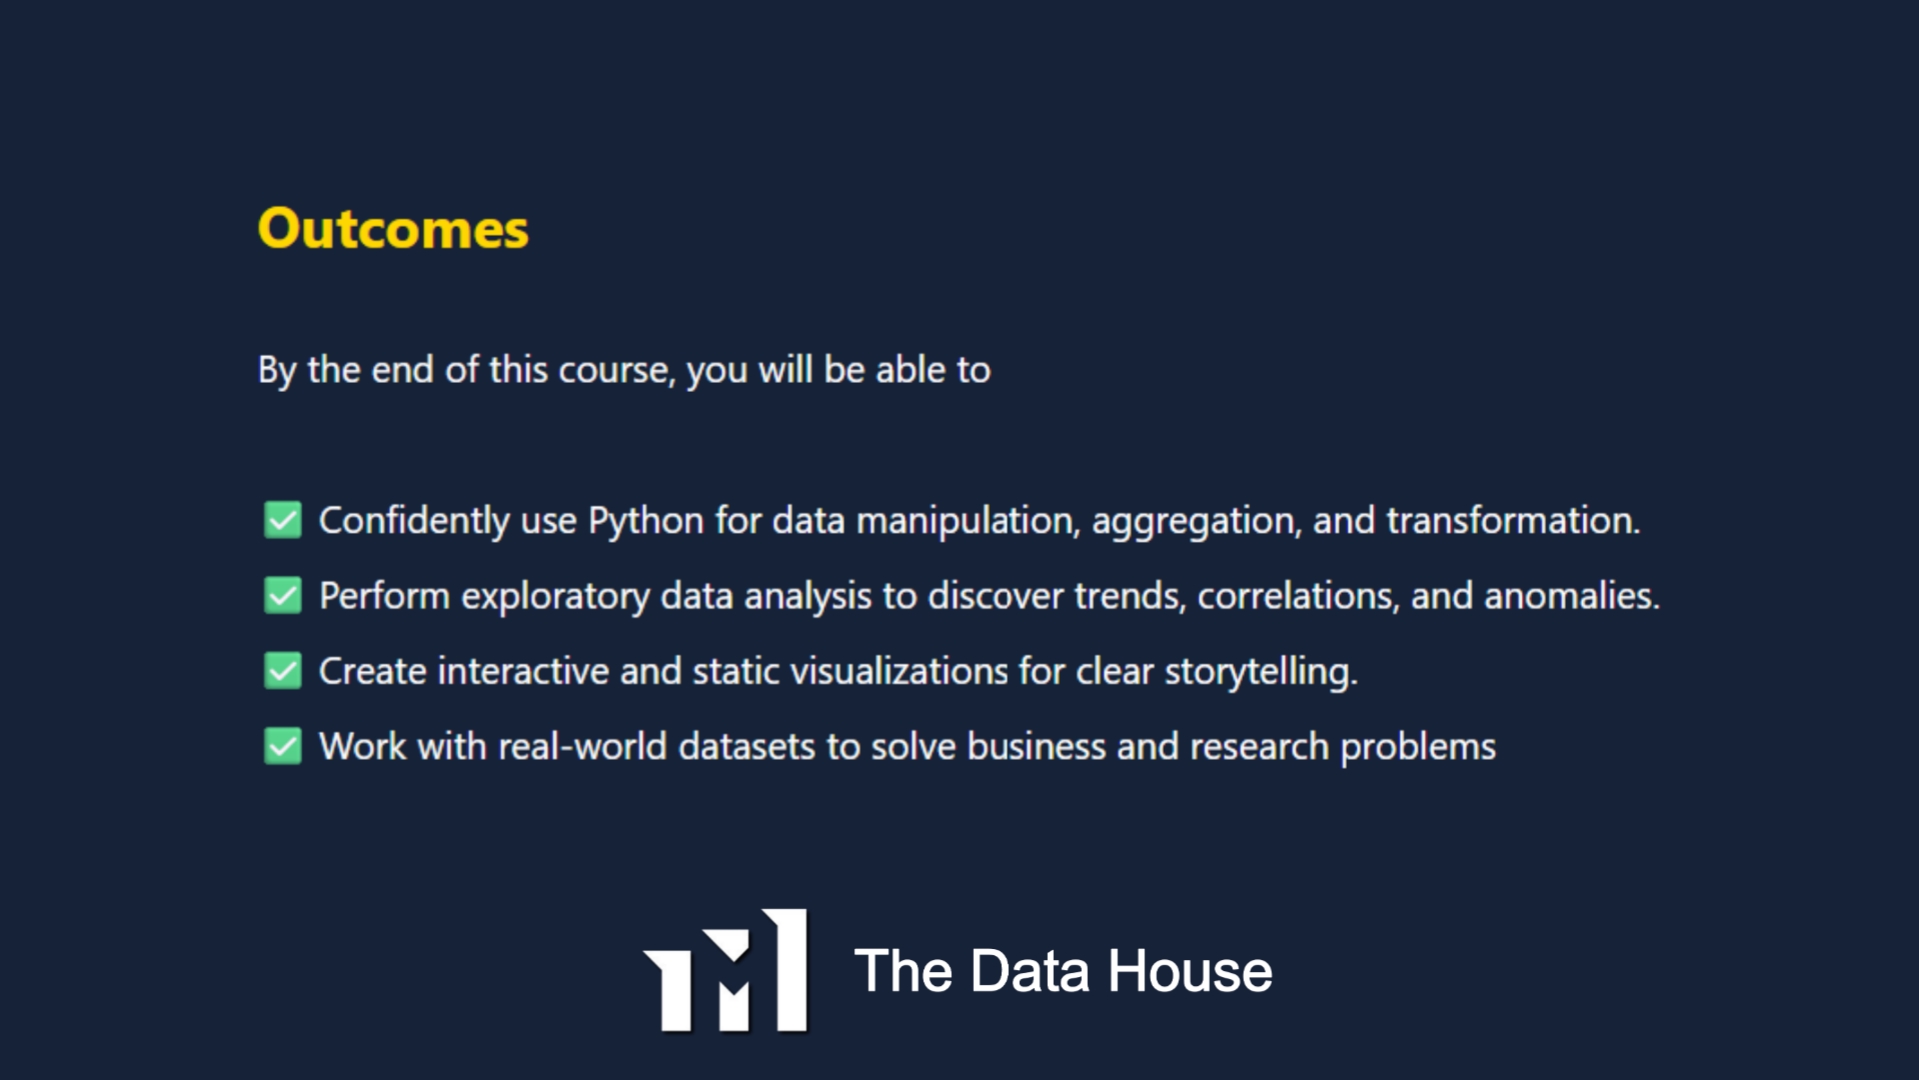 Outcomes
By the end of this course, you will be able to
✅ Confidently use Python for data manipulation, aggregation, and transformation.
✅ Perform exploratory data analysis to discover trends, correlations, and anomalies.
✅ Create interactive and static visualizations for clear storytelling.
✅ Work with real-world datasets to solve business and research problems
The Data House